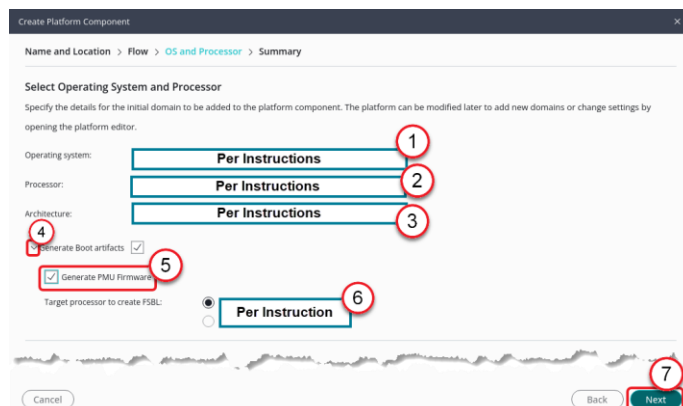 Create Platform Component ×
Name and Location > Flow > OS and Processor > Summary
Select Operating System and Processor
Specify the details for the initial domain to be added to the platform component. The platform can be modified later to add new domains or change settings by
opening the platform editor.
1
Operating system: Per Instructions
2
Processor: Per Instructions
Architecture: Per Instructions
3
4
Generate Boot artifacts
5
Generate PMU Firmware
6
Target processor to create FSBL: Per Instruction
7
Cancel Back Next